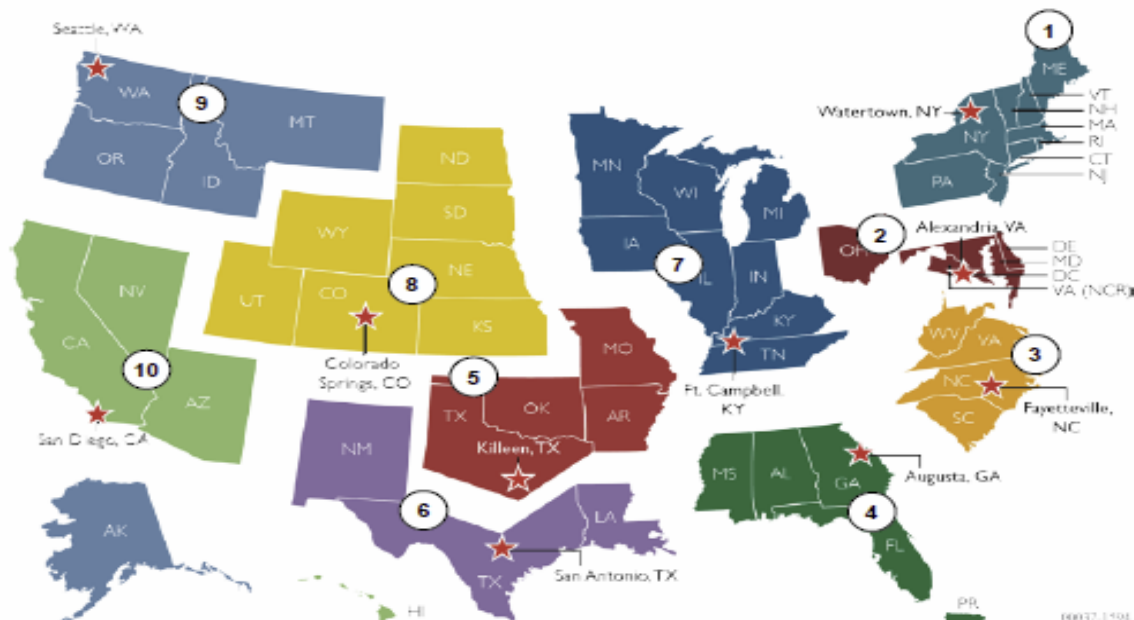 Seattle, WA
WA
9
MT
OR
ID
ND
SD
WY
NE
UT
CO
8
KS
Colorado
Springs, CO
NV
CA
10
AZ
San Diego, CA
AK
HI
MN
WI
MI
IA
7
IL
IN
KY
TN
Ft. Campbell,
KY
5
MO
TX
OK
AR
Killeen, TX
NM
6
LA
TX
San Antonio, TX
1
ME
Watertown, NY
NY
PA
VT
NH
MA
RI
CT
NJ
2
Alexandria, VA
OH
DE
MD
DC
VA (NCR)
WV
VA
3
NC
SC
Fayetteville,
NC
MS
AL
GA
Augusta, GA
4
FL
PR